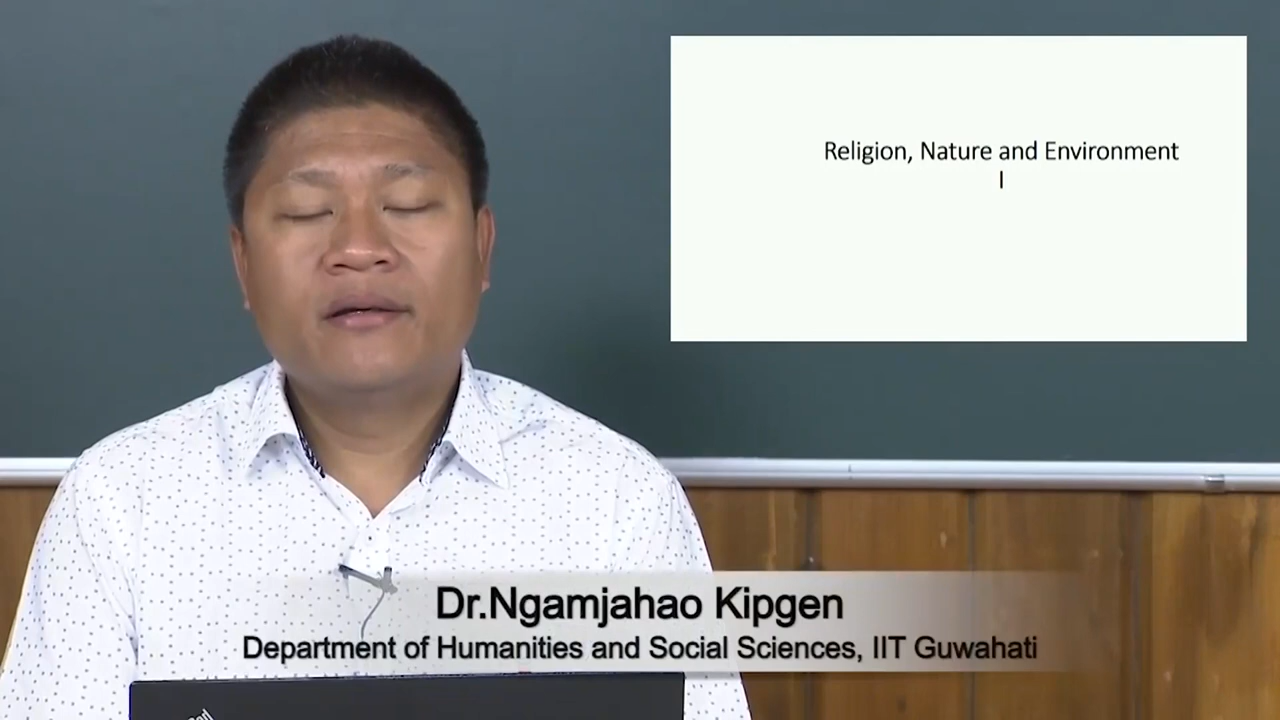 Religion, Nature and Environment
I
Dr.Ngamjahao Kipgen
Department of Humanities and Social Sciences, IIT Guwahati